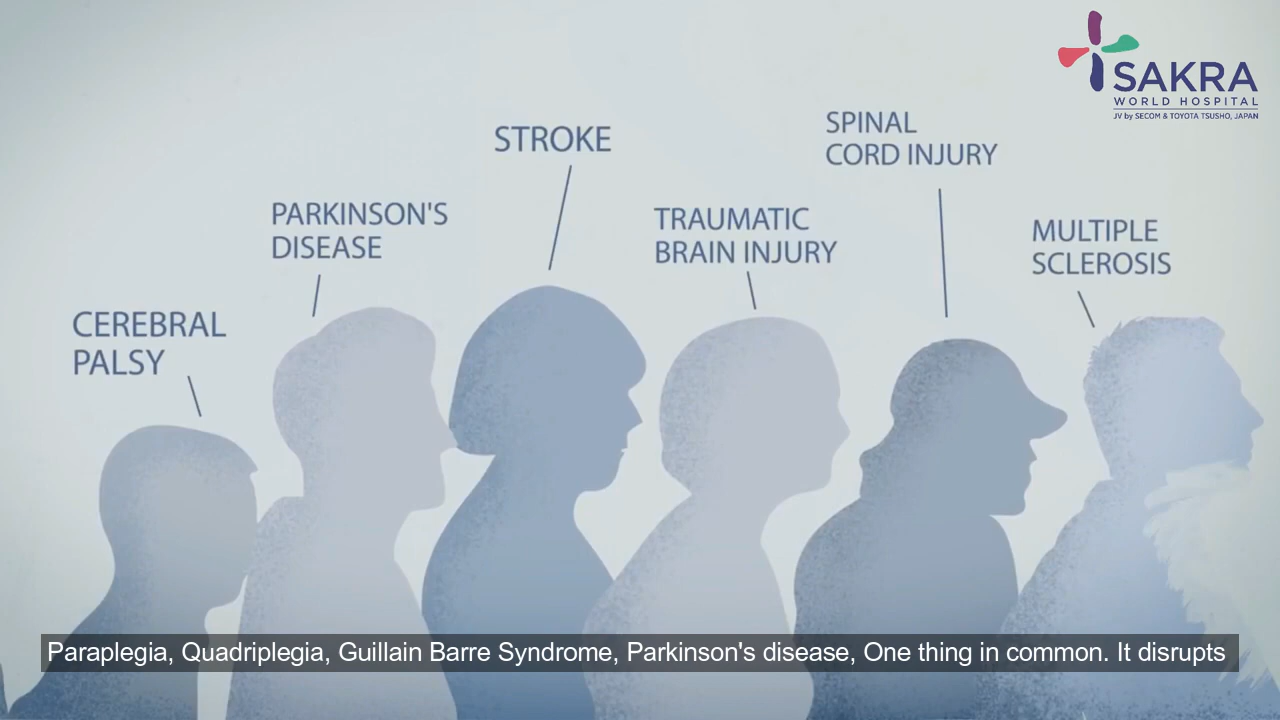 SAKRA
WORLD HOSPITAL
JV by SECOM & TOYOTA TSUSHO, JAPAN
STROKE
SPINAL
CORD INJURY
PARKINSON'S
DISEASE
TRAUMATIC
BRAIN INJURY
MULTIPLE
SCLEROSIS
CEREBRAL
PALSY
Paraplegia, Quadriplegia, Guillain Barre Syndrome, Parkinson's disease, One thing in common. It disrupts